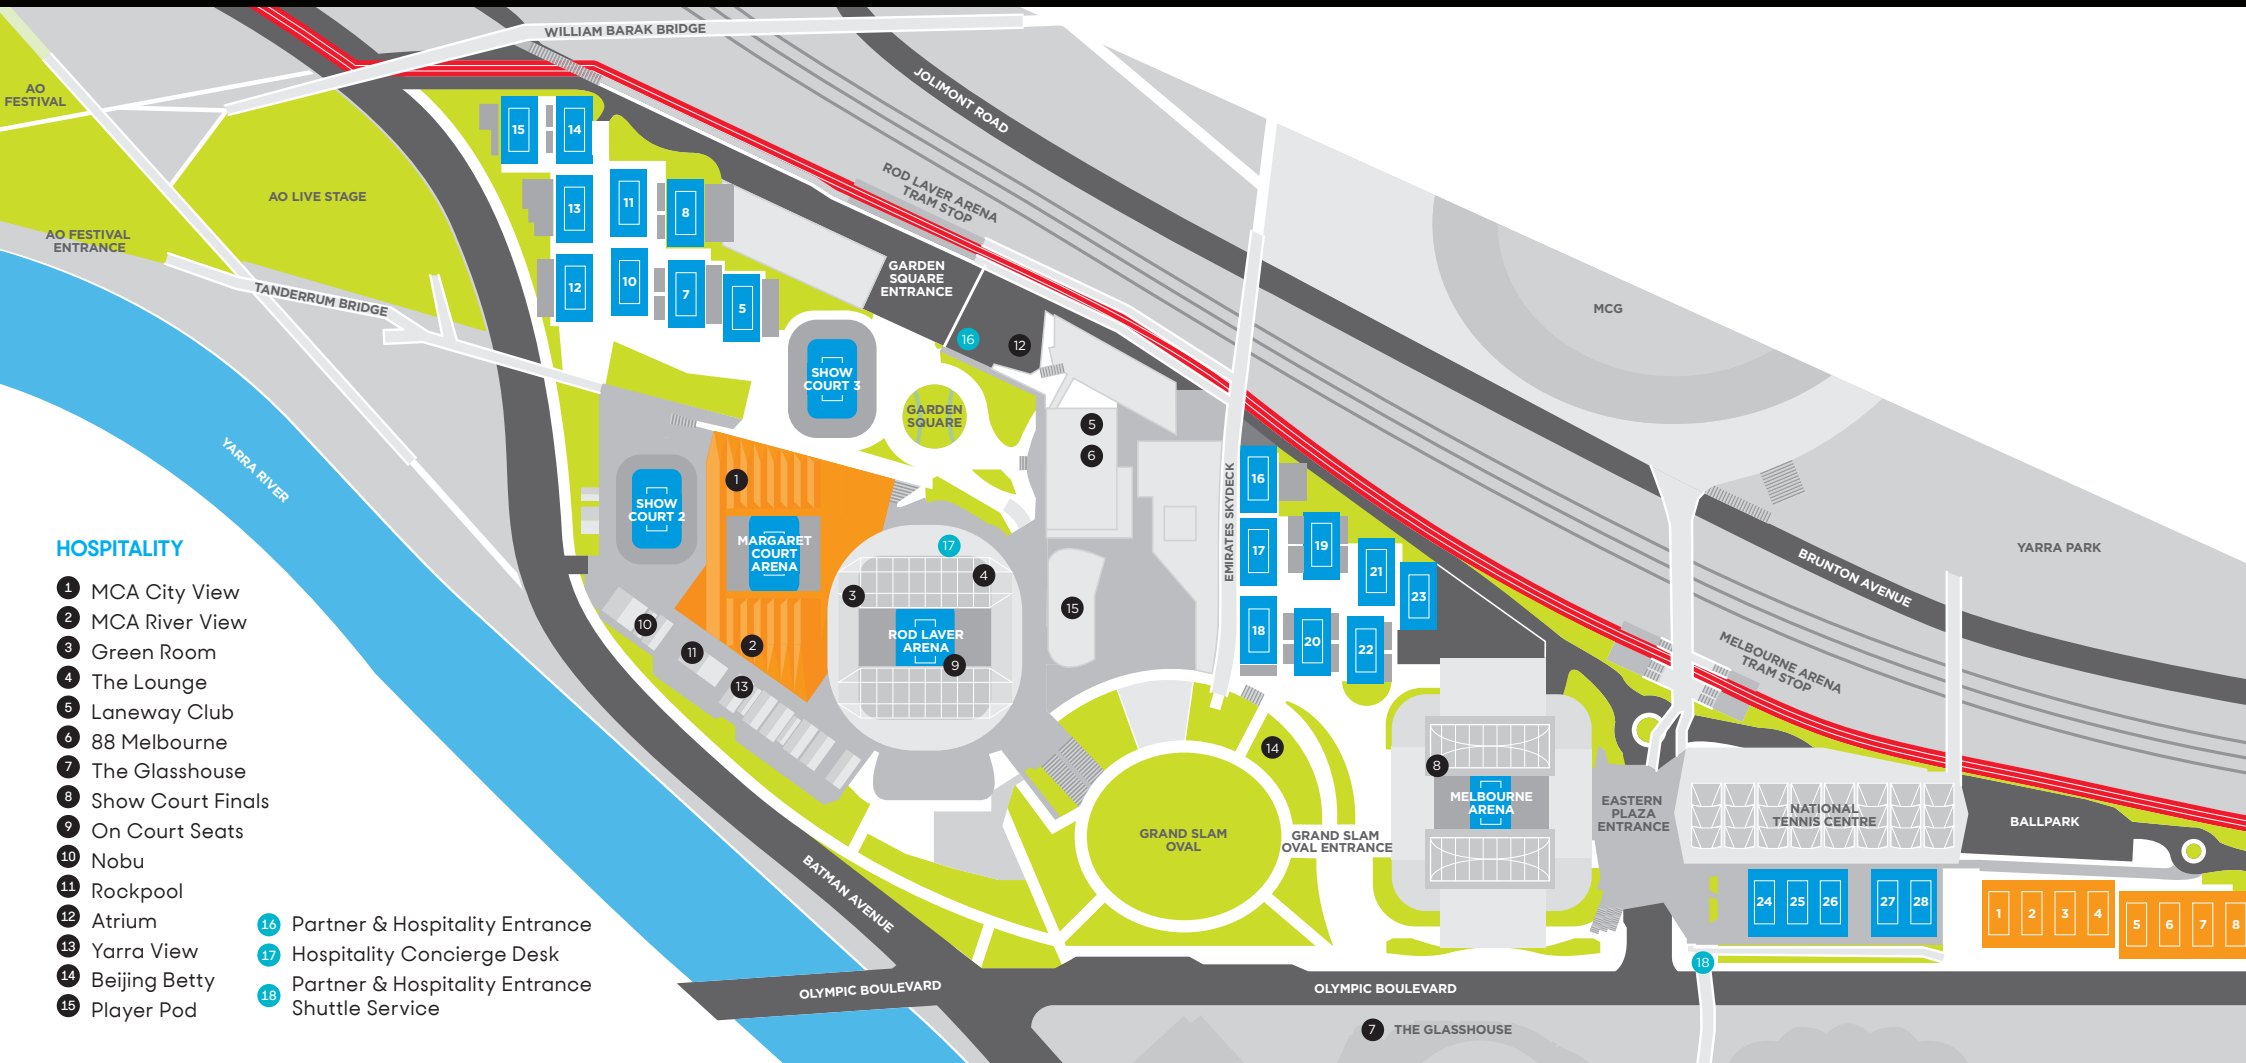 WILLIAM BARAK BRIDGE
JOLIMONT ROAD
AO
FESTIVAL
AO LIVE STAGE
AO FESTIVAL
ENTRANCE
TANDERRUM BRIDGE
YARRA RIVER
ROD LAVER ARENA
TRAM STOP
15
14
13
11
8
12
10
7
5
GARDEN
SQUARE
ENTRANCE
16
12
MCG
SHOW
COURT 3
GARDEN
SQUARE
5
6
EMIRATES SKYDECK
1
SHOW
COURT 2
MARGARET
COURT
ARENA
17
4
3
15
ROD LAVER
ARENA
9
10
11
2
13
16
17
19
21
23
18
20
22
YARRA PARK
BRUNTON AVENUE
MELBOURNE ARENA
TRAM STOP
14
8
MELBOURNE
ARENA
GRAND SLAM
OVAL
GRAND SLAM
OVAL ENTRANCE
EASTERN
PLAZA
ENTRANCE
NATIONAL
TENNIS CENTRE
BALLPARK
24
25
26
27
28
1
2
3
4
5
6
7
8
18
BATMAN AVENUE
OLYMPIC BOULEVARD
OLYMPIC BOULEVARD
7 THE GLASSHOUSE
HOSPITALITY
1 MCA City View
2 MCA River View
3 Green Room
4 The Lounge
5 Laneway Club
6 88 Melbourne
7 The Glasshouse
8 Show Court Finals
9 On Court Seats
10 Nobu
11 Rockpool
12 Atrium
13 Yarra View
14 Beijing Betty
15 Player Pod
16 Partner & Hospitality Entrance
17 Hospitality Concierge Desk
18 Partner & Hospitality Entrance
Shuttle Service